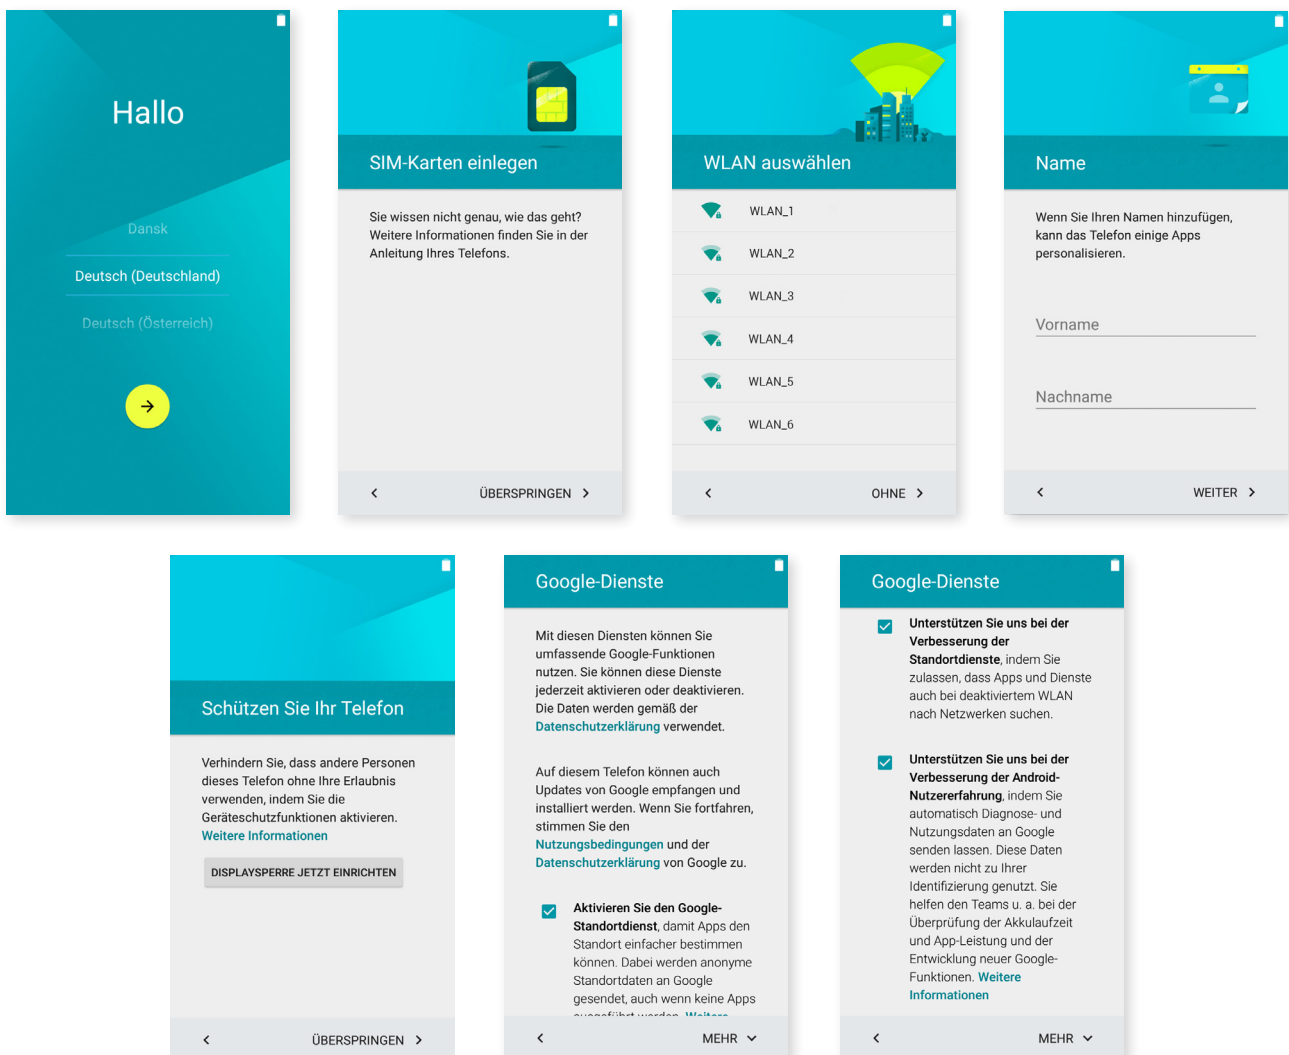 Hallo
Dansk
Deutsch (Deutschland)
Deutsch (Österreich)
SIM-Karten einlegen
Sie wissen nicht genau, wie das geht?
Weitere Informationen finden Sie in der
Anleitung Ihres Telefons.
ÜBERSPRINGEN
WLAN auswählen
WLAN_1
WLAN_2
WLAN_3
WLAN_4
WLAN_5
WLAN_6
OHNE
Name
Wenn Sie Ihren Namen hinzufügen,
kann das Telefon einige Apps
personalisieren.
Vorname
Nachname
WEITER
Schützen Sie Ihr Telefon
Verhindern Sie, dass andere Personen
dieses Telefon ohne Ihre Erlaubnis
verwenden, indem Sie die
Geräteschutzfunktionen aktivieren.
Weitere Informationen
DISPLAYSPERRE JETZT EINRICHTEN
ÜBERSPRINGEN
Google-Dienste
Mit diesen Diensten können Sie
umfassende Google-Funktionen
nutzen. Sie können diese Dienste
jederzeit aktivieren oder deaktivieren.
Die Daten werden gemäß der
Datenschutzerklärung verwendet.
Auf diesem Telefon können auch
Updates von Google empfangen und
installiert werden. Wenn Sie fortfahren,
stimmen Sie den
Nutzungsbedingungen und der
Datenschutzerklärung von Google zu.
Aktivieren Sie den Google-
Standortdienst, damit Apps den
Standort einfacher bestimmen
können. Dabei werden anonyme
Standortdaten an Google
gesendet, auch wenn keine Apps
ausgeführt werden. Weitere
MEHR
Google-Dienste
Unterstützen Sie uns bei der
Verbesserung der
Standortdienste, indem Sie
zulassen, dass Apps und Dienste
auch bei deaktiviertem WLAN
nach Netzwerken suchen.
Unterstützen Sie uns bei der
Verbesserung der Android-
Nutzererfahrung, indem Sie
automatisch Diagnose- und
Nutzungsdaten an Google
senden lassen. Diese Daten
werden nicht zu Ihrer
Identifizierung genutzt. Sie
helfen den Teams u. a. bei der
Überprüfung der Akkulaufzeit
und App-Leistung und der
Entwicklung neuer Google-
Funktionen. Weitere
Informationen
MEHR